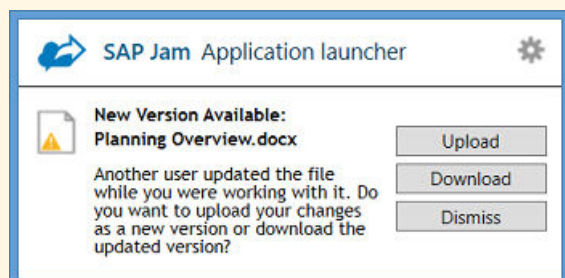 SAP Jam Application launcher
New Version Available:
Planning Overview.docx
Another user updated the file
while you were working with it. Do
you want to upload your changes
as a new version or download the
updated version?
Upload
Download
Dismiss